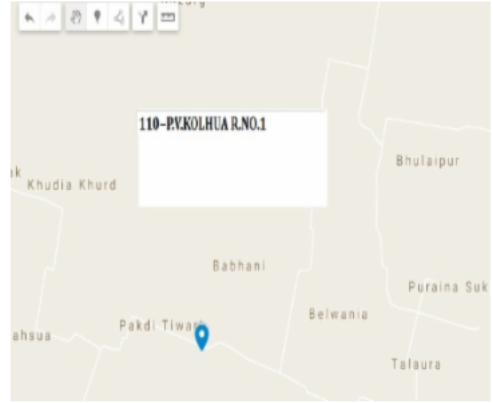 110-P.V.KOLHUA R.NO.1
Bhulaipur
Khudia Khurd
Babhani
Puraina Suk
Belwania
Pakdi Tiwari
ahsua
Talaura